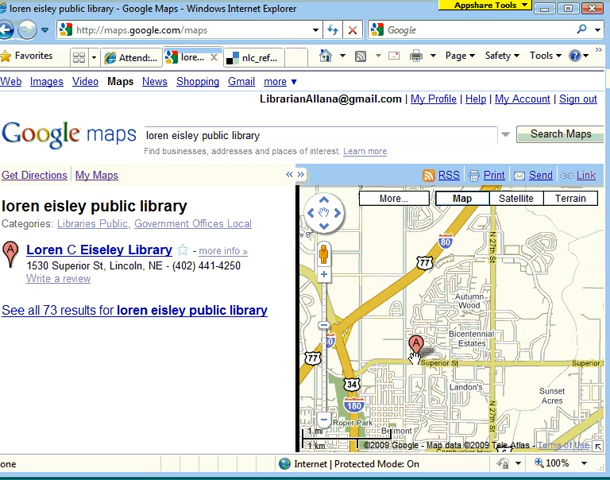 loren eisley public library - Google Maps - Windows Internet Explorer
Appshare Tools
http://maps.google.com/maps
Google
Favorites
Attend:
lore...
nlc_ref...
Page
Safety
Tools
Web Images Video Maps News Shopping Gmail more
LibrarianAllana@gmail.com | My Profile | Help | My Account | Sign out
Google maps
loren eisley public library
Search Maps
Find businesses, addresses and places of interest. Learn more.
Get Directions
My Maps
RSS
Print
Send
Link
loren eisley public library
Categories: Libraries Public, Government Offices Local
A
Loren C Eiseley Library - more info »
1530 Superior St, Lincoln, NE - (402) 441-4250
Write a review
See all 73 results for loren eisley public library
More...
Map
Satellite
Terrain
80
77
N 27th St
Autumn Wood
Bicentennial Estates
A
Superior St
77
34
180
Landon's
Sunset Acres
N 27th St
Roper Park
Belmont
1 mi
1 km
©2009 Google - Map data ©2009 Tele Atlas - Terms of Use
one
Internet | Protected Mode: On
100%